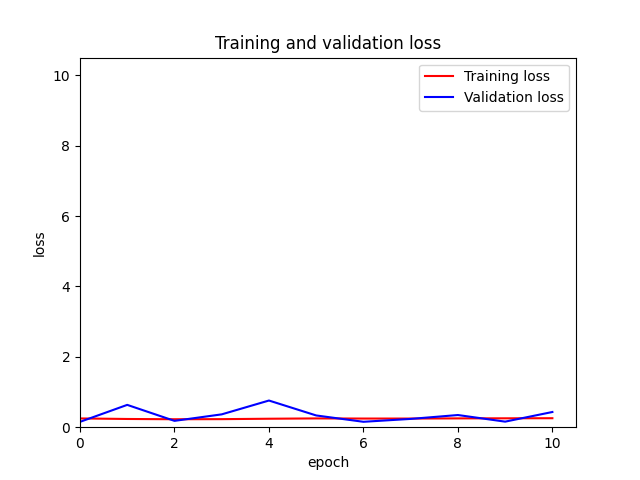 Training and validation loss
Training loss
Validation loss
10
8
6
4
2
0
loss
0 2 4 6 8 10
epoch